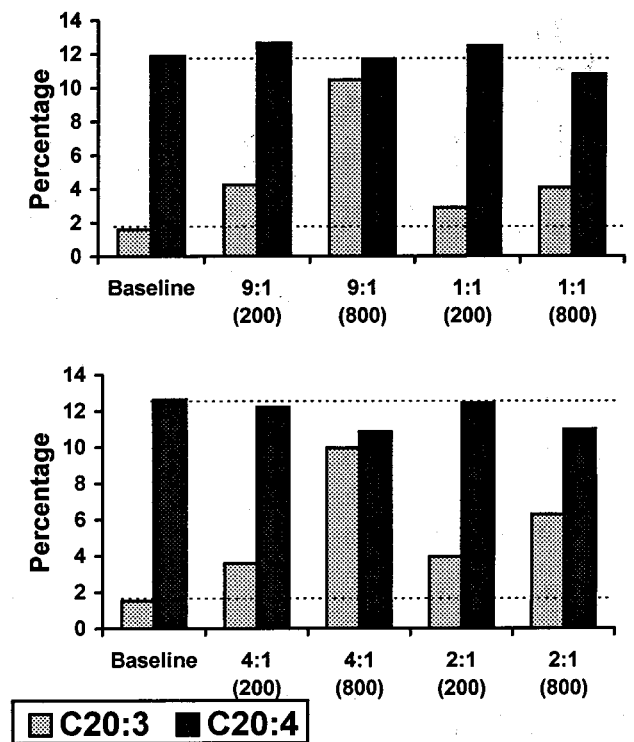 14
12
10
8
6
4
2
0
Percentage
Baseline 9:1 9:1 1:1 1:1
(200) (800) (200) (800)
14
12
10
8
6
4
2
0
Percentage
Baseline 4:1 4:1 2:1 2:1
(200) (800) (200) (800)
C20:3 C20:4